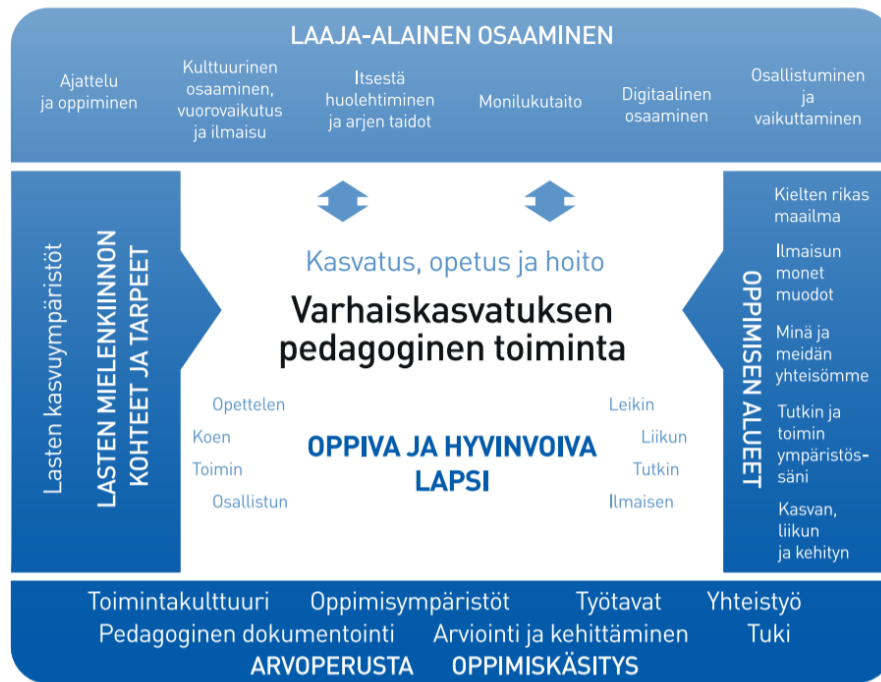 LAAJA-ALAINEN OSAAMINEN
Ajattelu
ja oppiminen
Kulttuurinen
osaaminen,
vuorovaikutus
ja ilmaisu
Itsestä
huolehtiminen
ja arjen taidot
Monilukutaito
Digitaalinen
osaaminen
Osallistuminen
ja
vaikuttaminen
Lasten kasvuympäristöt
LASTEN MIELENKIINNON
KOHTEET JA TARPEET
Kasvatus, opetus ja hoito
Varhaiskasvatuksen
pedagoginen toiminta
Opettelen
Koen
Toimin
Osallistun
OPPIVA JA HYVINVOIVA
LAPSI
Leikin
Liikun
Tutkin
Ilmaisen
OPPIMISEN ALUEET
Kielten rikas
maailma
Ilmaisun
monet
muodot
Minä ja
meidän
yhteisömme
Tutkin ja
toimin
ympäristös-
säni
Kasvan,
liikun
ja kehityn
Toimintakulttuuri Oppimisympäristöt Työtavat Yhteistyö
Pedagoginen dokumentointi Arviointi ja kehittäminen Tuki
ARVOPERUSTA OPPIMISKÄSITYS